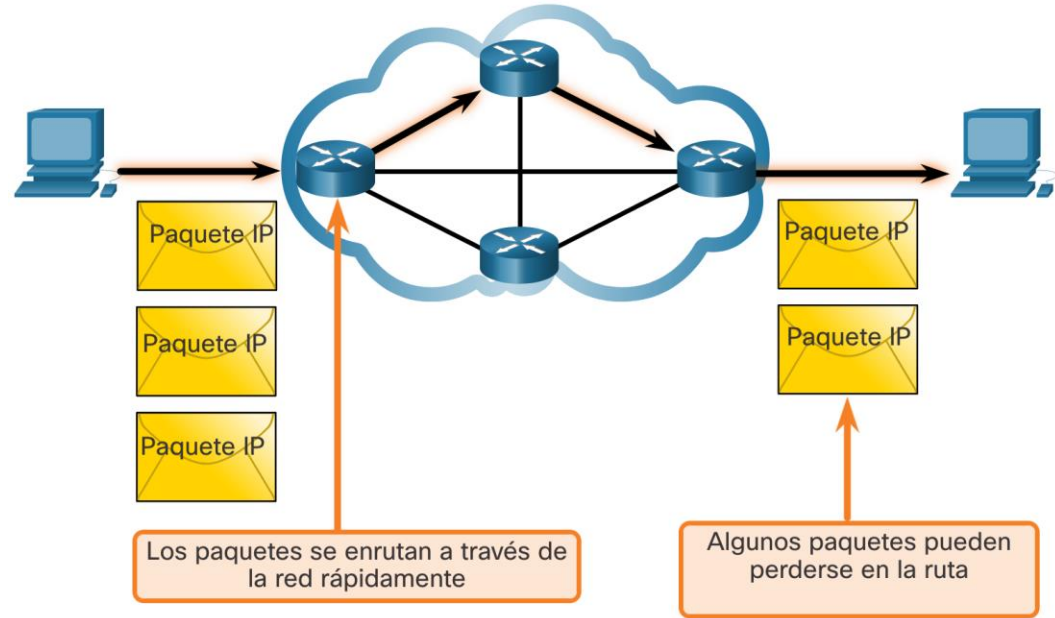 Paquete IP
Paquete IP
Paquete IP
Paquete IP
Paquete IP
Los paquetes se enrutan a través de
la red rápidamente
Algunos paquetes pueden
perderse en la ruta